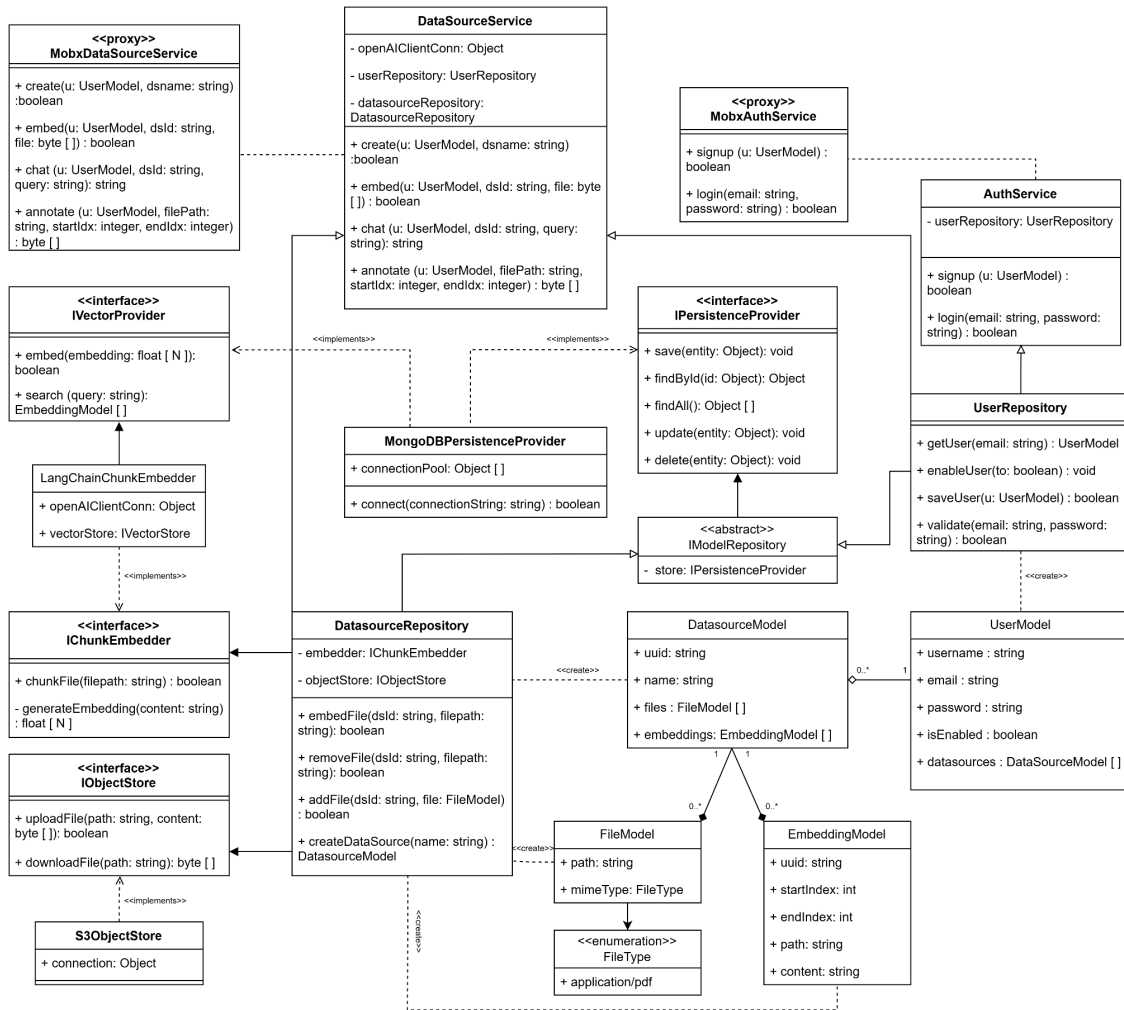 <<proxy>>
MobxDataSourceService
+ create(u: UserModel, dsname: string)
:boolean
+ embed(u: UserModel, dsId: string,
file: byte [ ]) : boolean
+ chat (u: UserModel, dsId: string,
query: string): string
+ annotate (u: UserModel, filePath:
string, startIdx: integer, endIdx: integer)
: byte [ ]
DataSourceService
- openAIClientConn: Object
- userRepository: UserRepository
- datasourceRepository:
DatasourceRepository
+ create(u: UserModel, dsname: string)
:boolean
+ embed(u: UserModel, dsId: string, file: byte
[ ]) : boolean
+ chat (u: UserModel, dsId: string, query:
string): string
+ annotate (u: UserModel, filePath: string,
startIdx: integer, endIdx: integer) : byte [ ]
<<proxy>>
MobxAuthService
+ signup (u: UserModel) :
boolean
+ login(email: string,
password: string) : boolean
AuthService
- userRepository: UserRepository
+ signup (u: UserModel) :
boolean
+ login(email: string, password:
string) : boolean
<<interface>>
IVectorProvider
+ embed(embedding: float [ N ]):
boolean
+ search (query: string):
EmbeddingModel [ ]
<<implements>>
<<implements>>
<<interface>>
IPersistenceProvider
+ save(entity: Object): void
+ findById(id: Object): Object
+ findAll(): Object [ ]
+ update(entity: Object): void
+ delete(entity: Object): void
MongoDBPersistenceProvider
+ connectionPool: Object [ ]
+ connect(connectionString: string) : boolean
UserRepository
+ getUser(email: string) : UserModel
+ enableUser(to: boolean) : void
+ saveUser(u: UserModel) : boolean
+ validate(email: string, password:
string) : boolean
LangChainChunkEmbedder
+ openAIClientConn: Object
+ vectorStore: IVectorStore
<<implements>>
<<abstract>>
IModelRepository
- store: IPersistenceProvider
<<create>>
<<interface>>
IChunkEmbedder
+ chunkFile(filepath: string) : boolean
- generateEmbedding(content: string)
: float [ N ]
DatasourceRepository
- embedder: IChunkEmbedder
- objectStore: IObjectStore
+ embedFile(dsId: string, filepath:
string): boolean
+ removeFile(dsId: string, filepath:
string): boolean
+ addFile(dsId: string, file: FileModel)
: boolean
+ createDataSource(name: string) :
DatasourceModel
<<create>>
DatasourceModel
+ uuid: string
+ name: string
+ files : FileModel [ ]
+ embeddings: EmbeddingModel [ ]
0..*
1
UserModel
+ username : string
+ email : string
+ password : string
+ isEnabled : boolean
+ datasources : DataSourceModel [ ]
<<interface>>
IObjectStore
+ uploadFile(path: string, content:
byte [ ]): boolean
+ downloadFile(path: string): byte [ ]
<<implements>>
S3ObjectStore
+ connection: Object
1
1
0..*
0..*
<<create>>
<<create>>
FileModel
+ path: string
+ mimeType: FileType
<<enumeration>>
FileType
+ application/pdf
EmbeddingModel
+ uuid: string
+ startIndex: int
+ endIndex: int
+ path: string
+ content: string